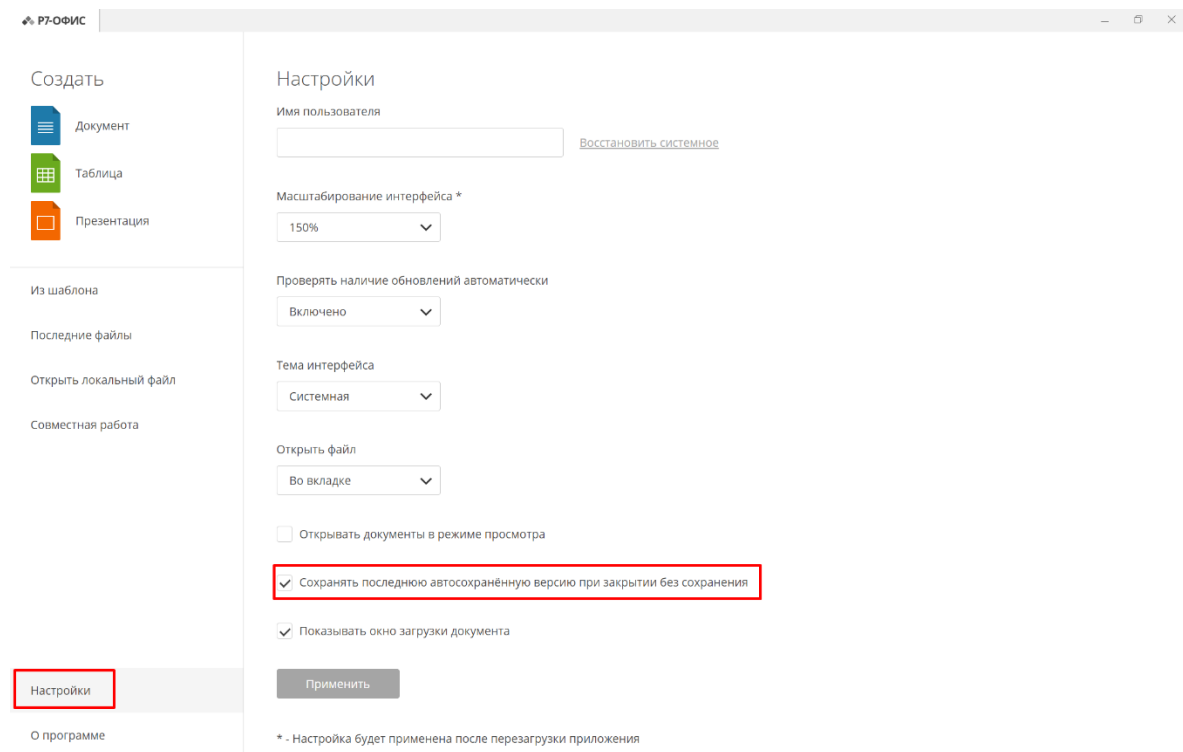 Р7-ОФИС
Создать
Документ
Таблица
Презентация
Из шаблона
Последние файлы
Открыть локальный файл
Совместная работа
Настройки
О программе
Настройки
Имя пользователя
Восстановить системное
Масштабирование интерфейса *
150%
Проверять наличие обновлений автоматически
Включено
Тема интерфейса
Системная
Открыть файл
Во вкладке
Открывать документы в режиме просмотра
Сохранять последнюю автосохранённую версию при закрытии без сохранения
Показывать окно загрузки документа
Применить
* - Настройка будет применена после перезагрузки приложения